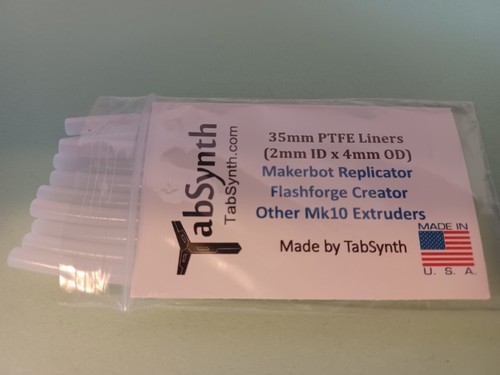 TabSynth
TabSynth.com
35mm PTFE Liners
(2mm ID x 4mm OD)
Makerbot Replicator
Flashforge Creator
Other Mk10 Extruders
Made by TabSynth
MADE IN
U. S. A.